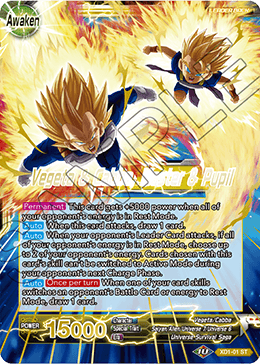 Awaken
LEADER
Permanent This card gets +5000 power when all of
your opponent's energy is in Rest Mode.
Auto When this card attacks, draw 1 card.
Auto When your opponent's Leader Card attacks, if all
of your opponent's energy is in Rest Mode, choose up
to 2 of your opponent's energy. Cards chosen with this
card's skill can't be switched to Active Mode during
your opponent's next Charge Phase.
Auto Once per turn When one of your card skills
switches an opponent's Battle Card or energy to Rest
Mode, draw 1 card.
POWER 15000
Character Vegeta, Cabba
Special Trait Saiyan, Alien, Universe 7, Universe 6
Era Universe Survival Saga
XD1-01 ST